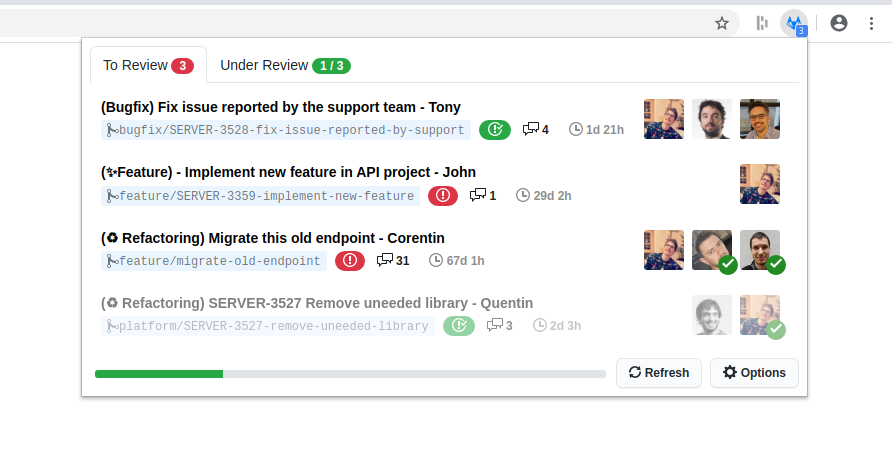 3
To Review 3 Under Review 1 / 3
(Bugfix) Fix issue reported by the support team - Tony
bugfix/SERVER-3528-fix-issue-reported-by-support 4 1d 21h
(✨Feature) - Implement new feature in API project - John
feature/SERVER-3359-implement-new-feature 1 29d 2h
(♻ Refactoring) Migrate this old endpoint - Corentin
feature/migrate-old-endpoint 31 67d 1h
(♻ Refactoring) SERVER-3527 Remove uneeded library - Quentin
platform/SERVER-3527-remove-uneeded-library 3 2d 3h
Refresh Options